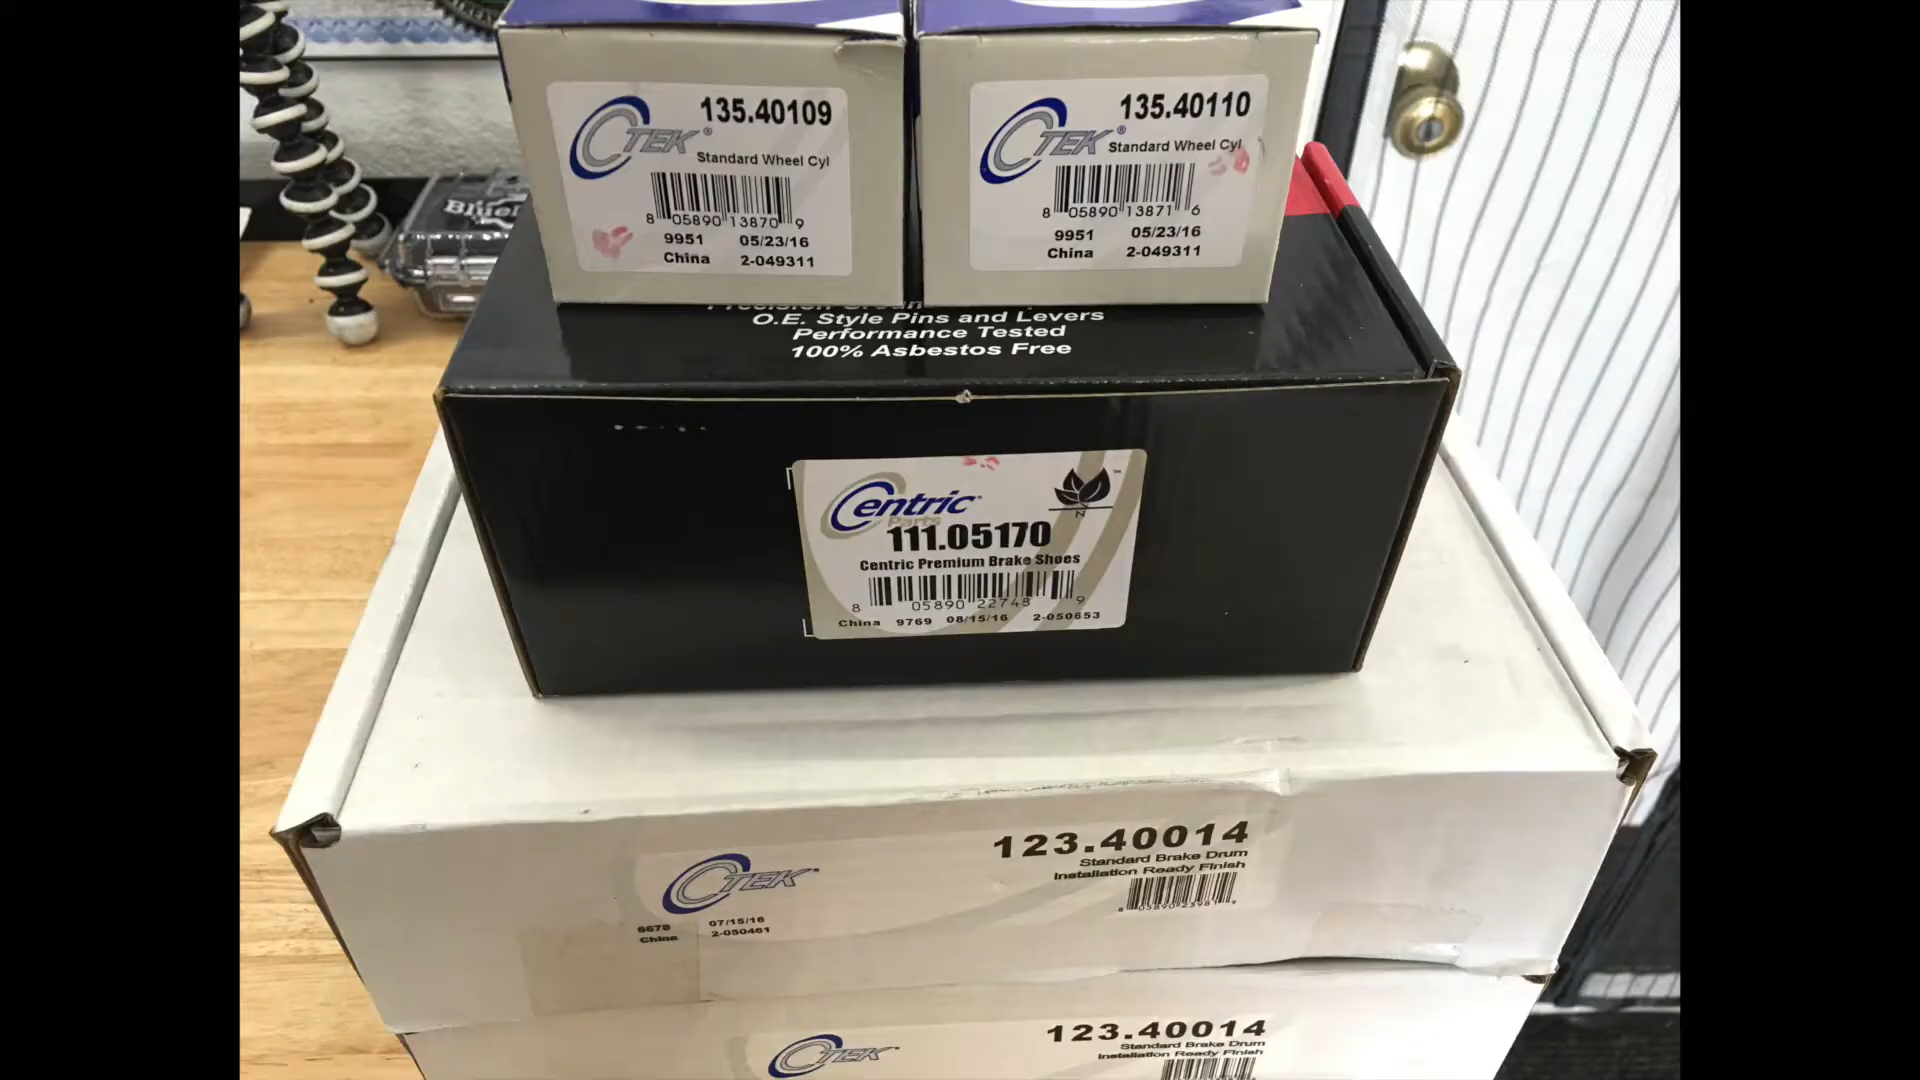 135.40109
CTEK®
Standard Wheel Cyl
8 05890 13870 9
9951 05/23/16
China 2-049311
135.40110
CTEK®
Standard Wheel Cyl
8 05890 13871 6
9951 05/23/16
China 2-049311
O.E. Style Pins and Levers
Performance Tested
100% Asbestos Free
Centric®
Parts
TM
N
111.05170
Centric Premium Brake Shoes
8 05890 22748 9
China 9769 08/15/16 2-050653
123.40014
Standard Brake Drum
Installation Ready Finish
CTEK®
6678 07/15/16
China 2-050461
123.40014
Standard Brake Drum
Installation Ready Finish
CTEK®